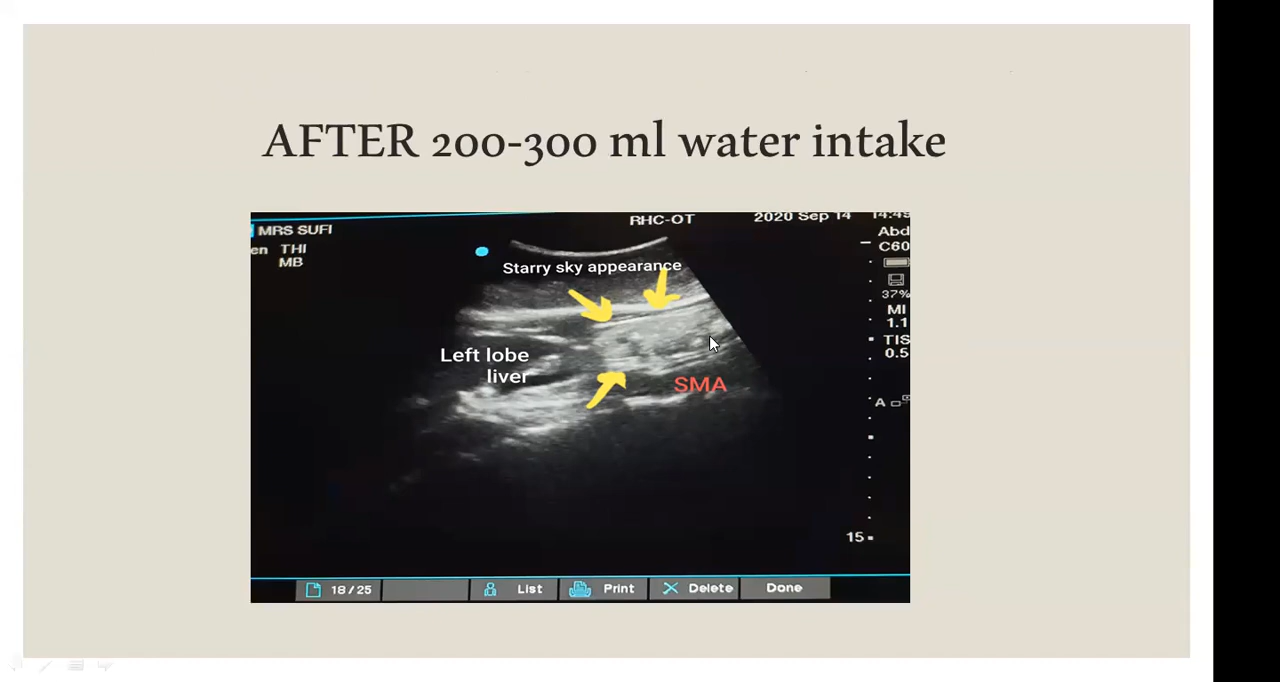 AFTER 200-300 ml water intake
RHC-OT
2020 Sep 14 14:49
MRS SUFI
en THI
MB
Abd
C60
37%
MI
1.1
TIS
0.5
A
15
Starry sky appearance
Left lobe
liver
SMA
18/25
List
Print
Delete
Done